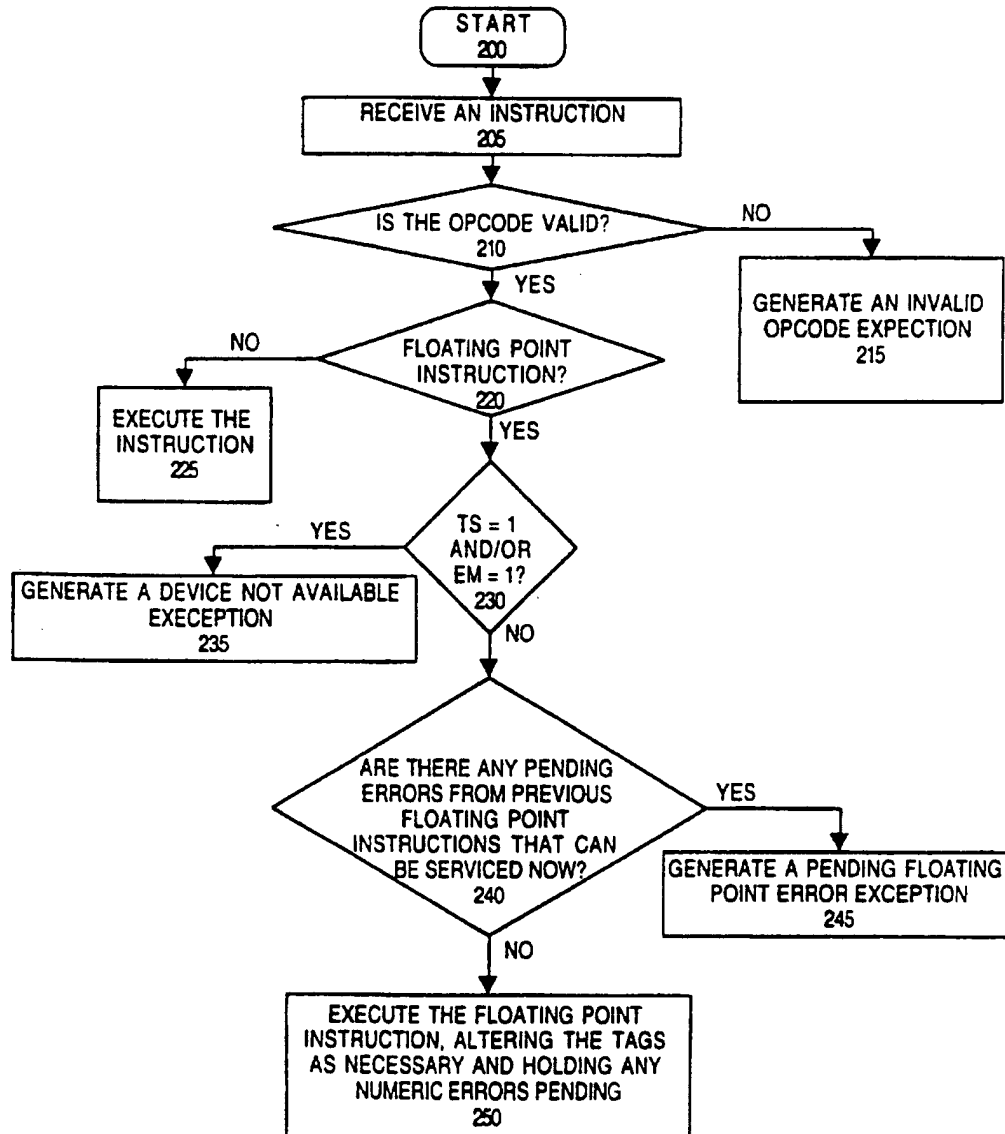 START
200
RECEIVE AN INSTRUCTION
205
IS THE OPCODE VALID?
210
NO
YES
GENERATE AN INVALID
OPCODE EXPECTION
215
FLOATING POINT
INSTRUCTION?
220
NO
YES
EXECUTE THE
INSTRUCTION
225
TS = 1
AND/OR
EM = 1?
230
YES
NO
GENERATE A DEVICE NOT AVAILABLE
EXECEPTION
235
ARE THERE ANY PENDING
ERRORS FROM PREVIOUS
FLOATING POINT
INSTRUCTIONS THAT CAN
BE SERVICED NOW?
240
YES
NO
GENERATE A PENDING FLOATING
POINT ERROR EXCEPTION
245
EXECUTE THE FLOATING POINT
INSTRUCTION, ALTERING THE TAGS
AS NECESSARY AND HOLDING ANY
NUMERIC ERRORS PENDING
250